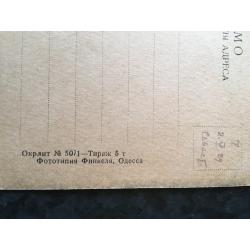 МО
АДРЕСА
Окрлит № 50/1—Тираж 5 т
Фототипия Финкеля, Одесса